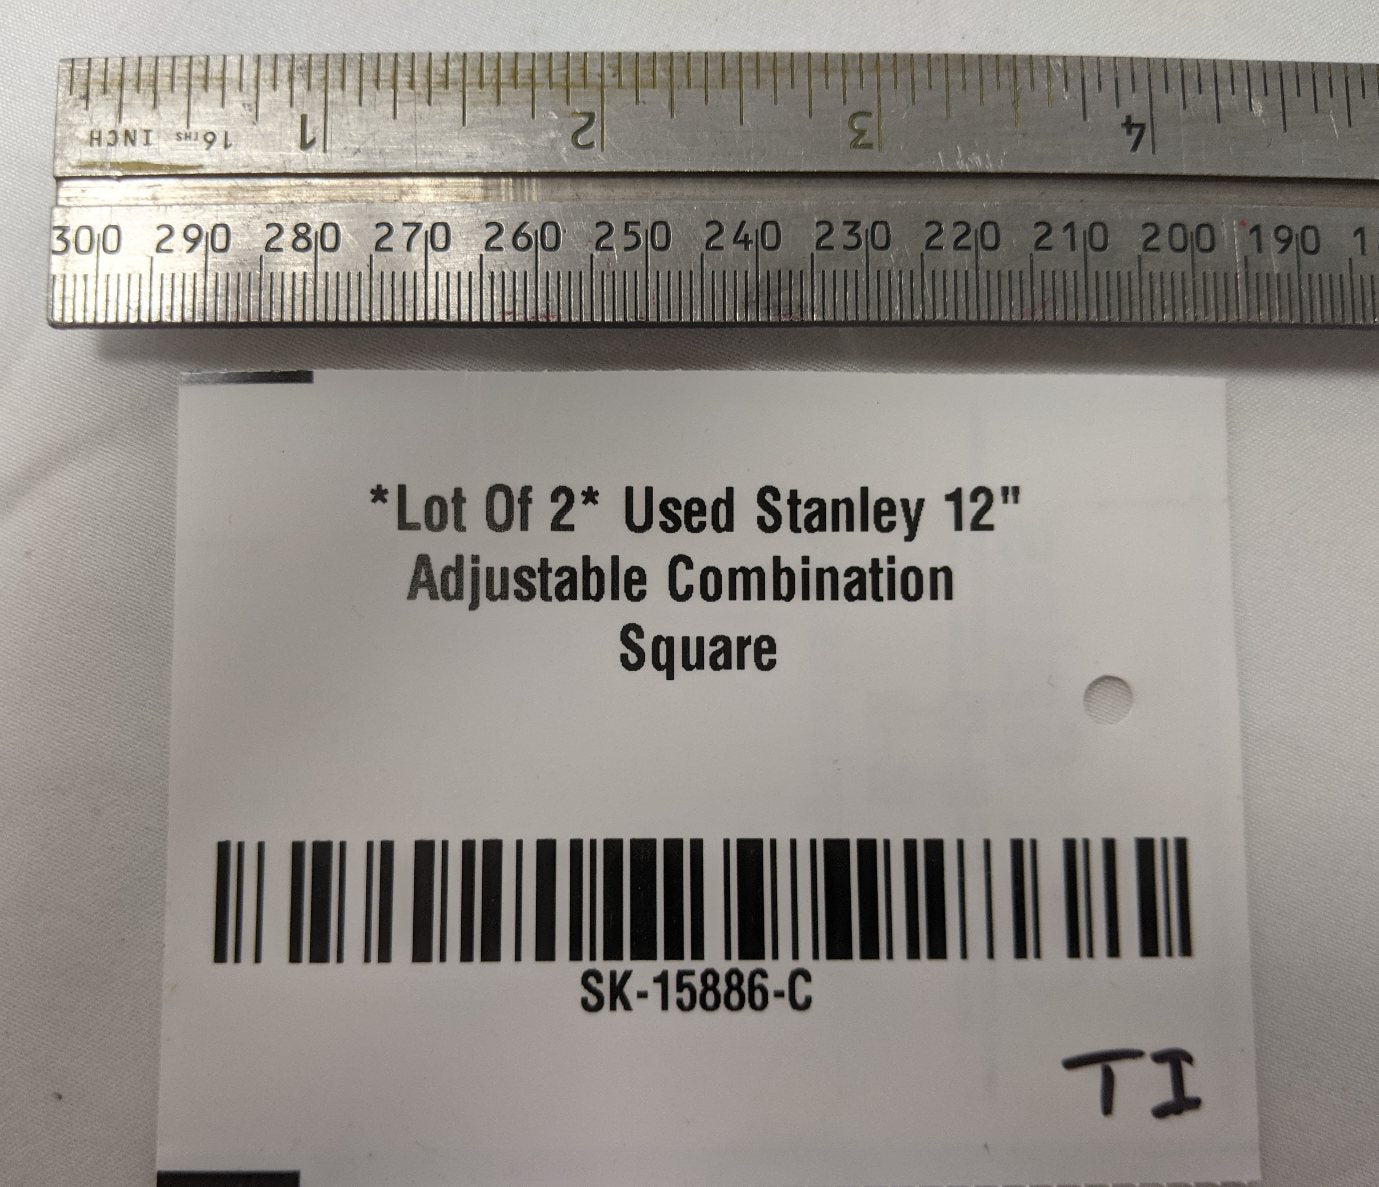 INCH 16THS 1 2 3 4
300 290 280 270 260 250 240 230 220 210 200 190 1
*Lot Of 2* Used Stanley 12"
Adjustable Combination
Square
SK-15886-C
TI